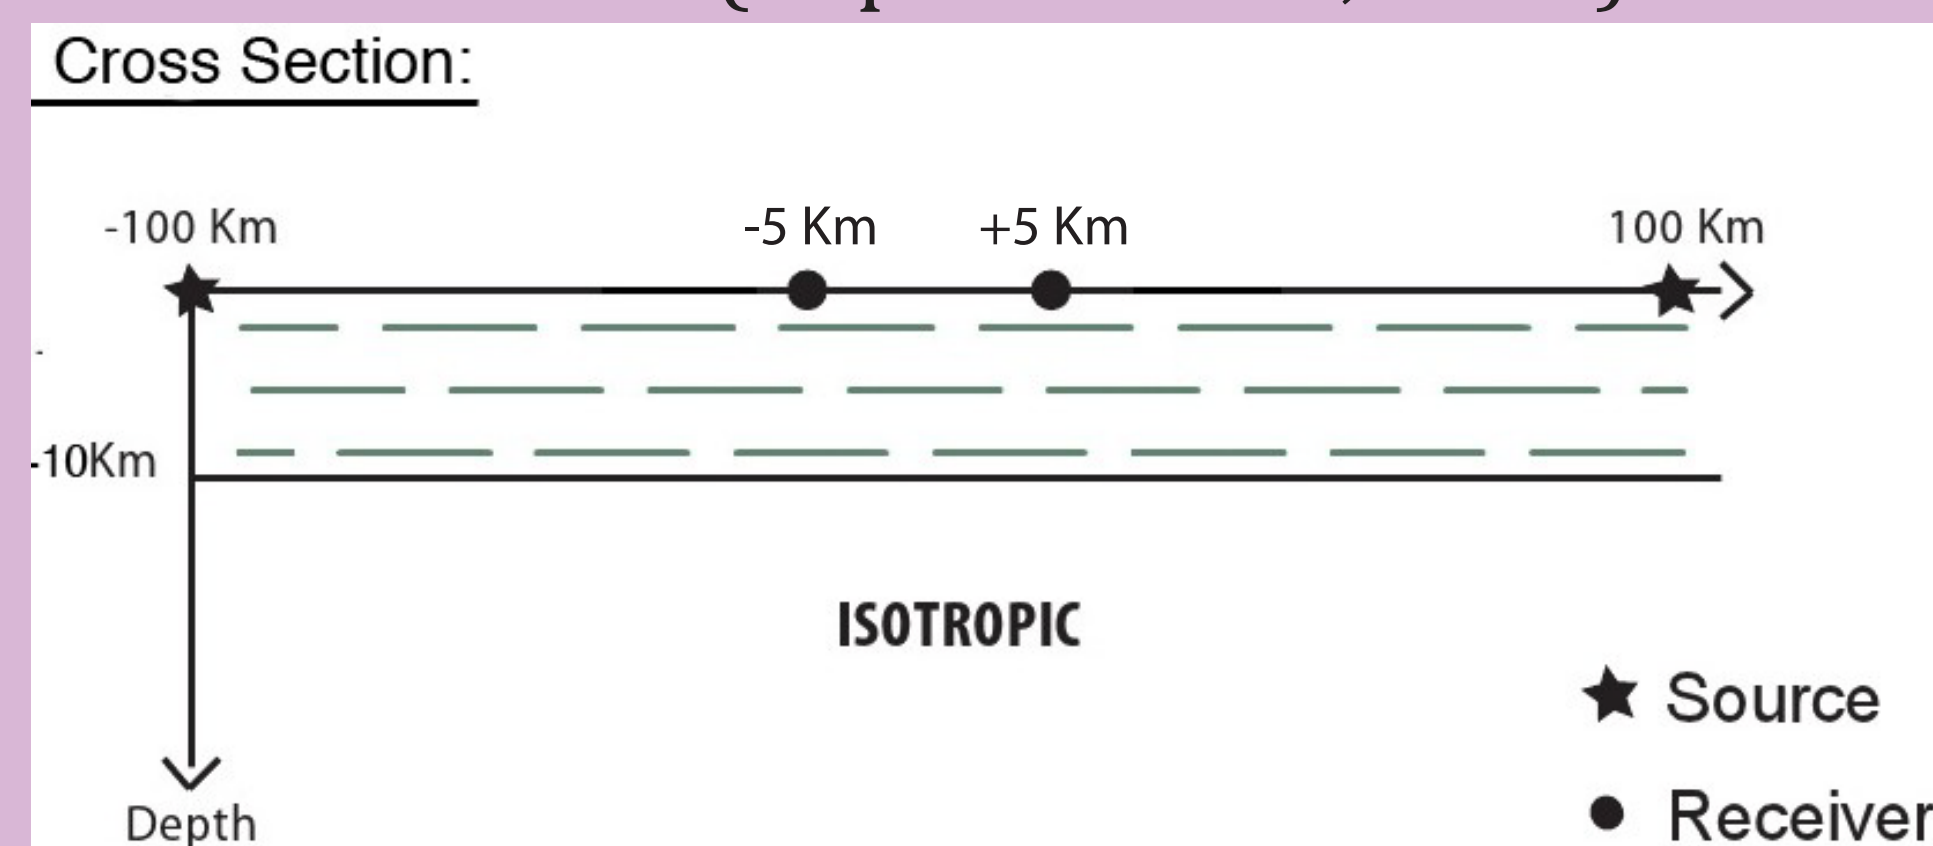 Cross Section:
-100 Km
-5 Km
+5 Km
100 Km
-10Km
ISOTROPIC
Source
Receiver
Depth